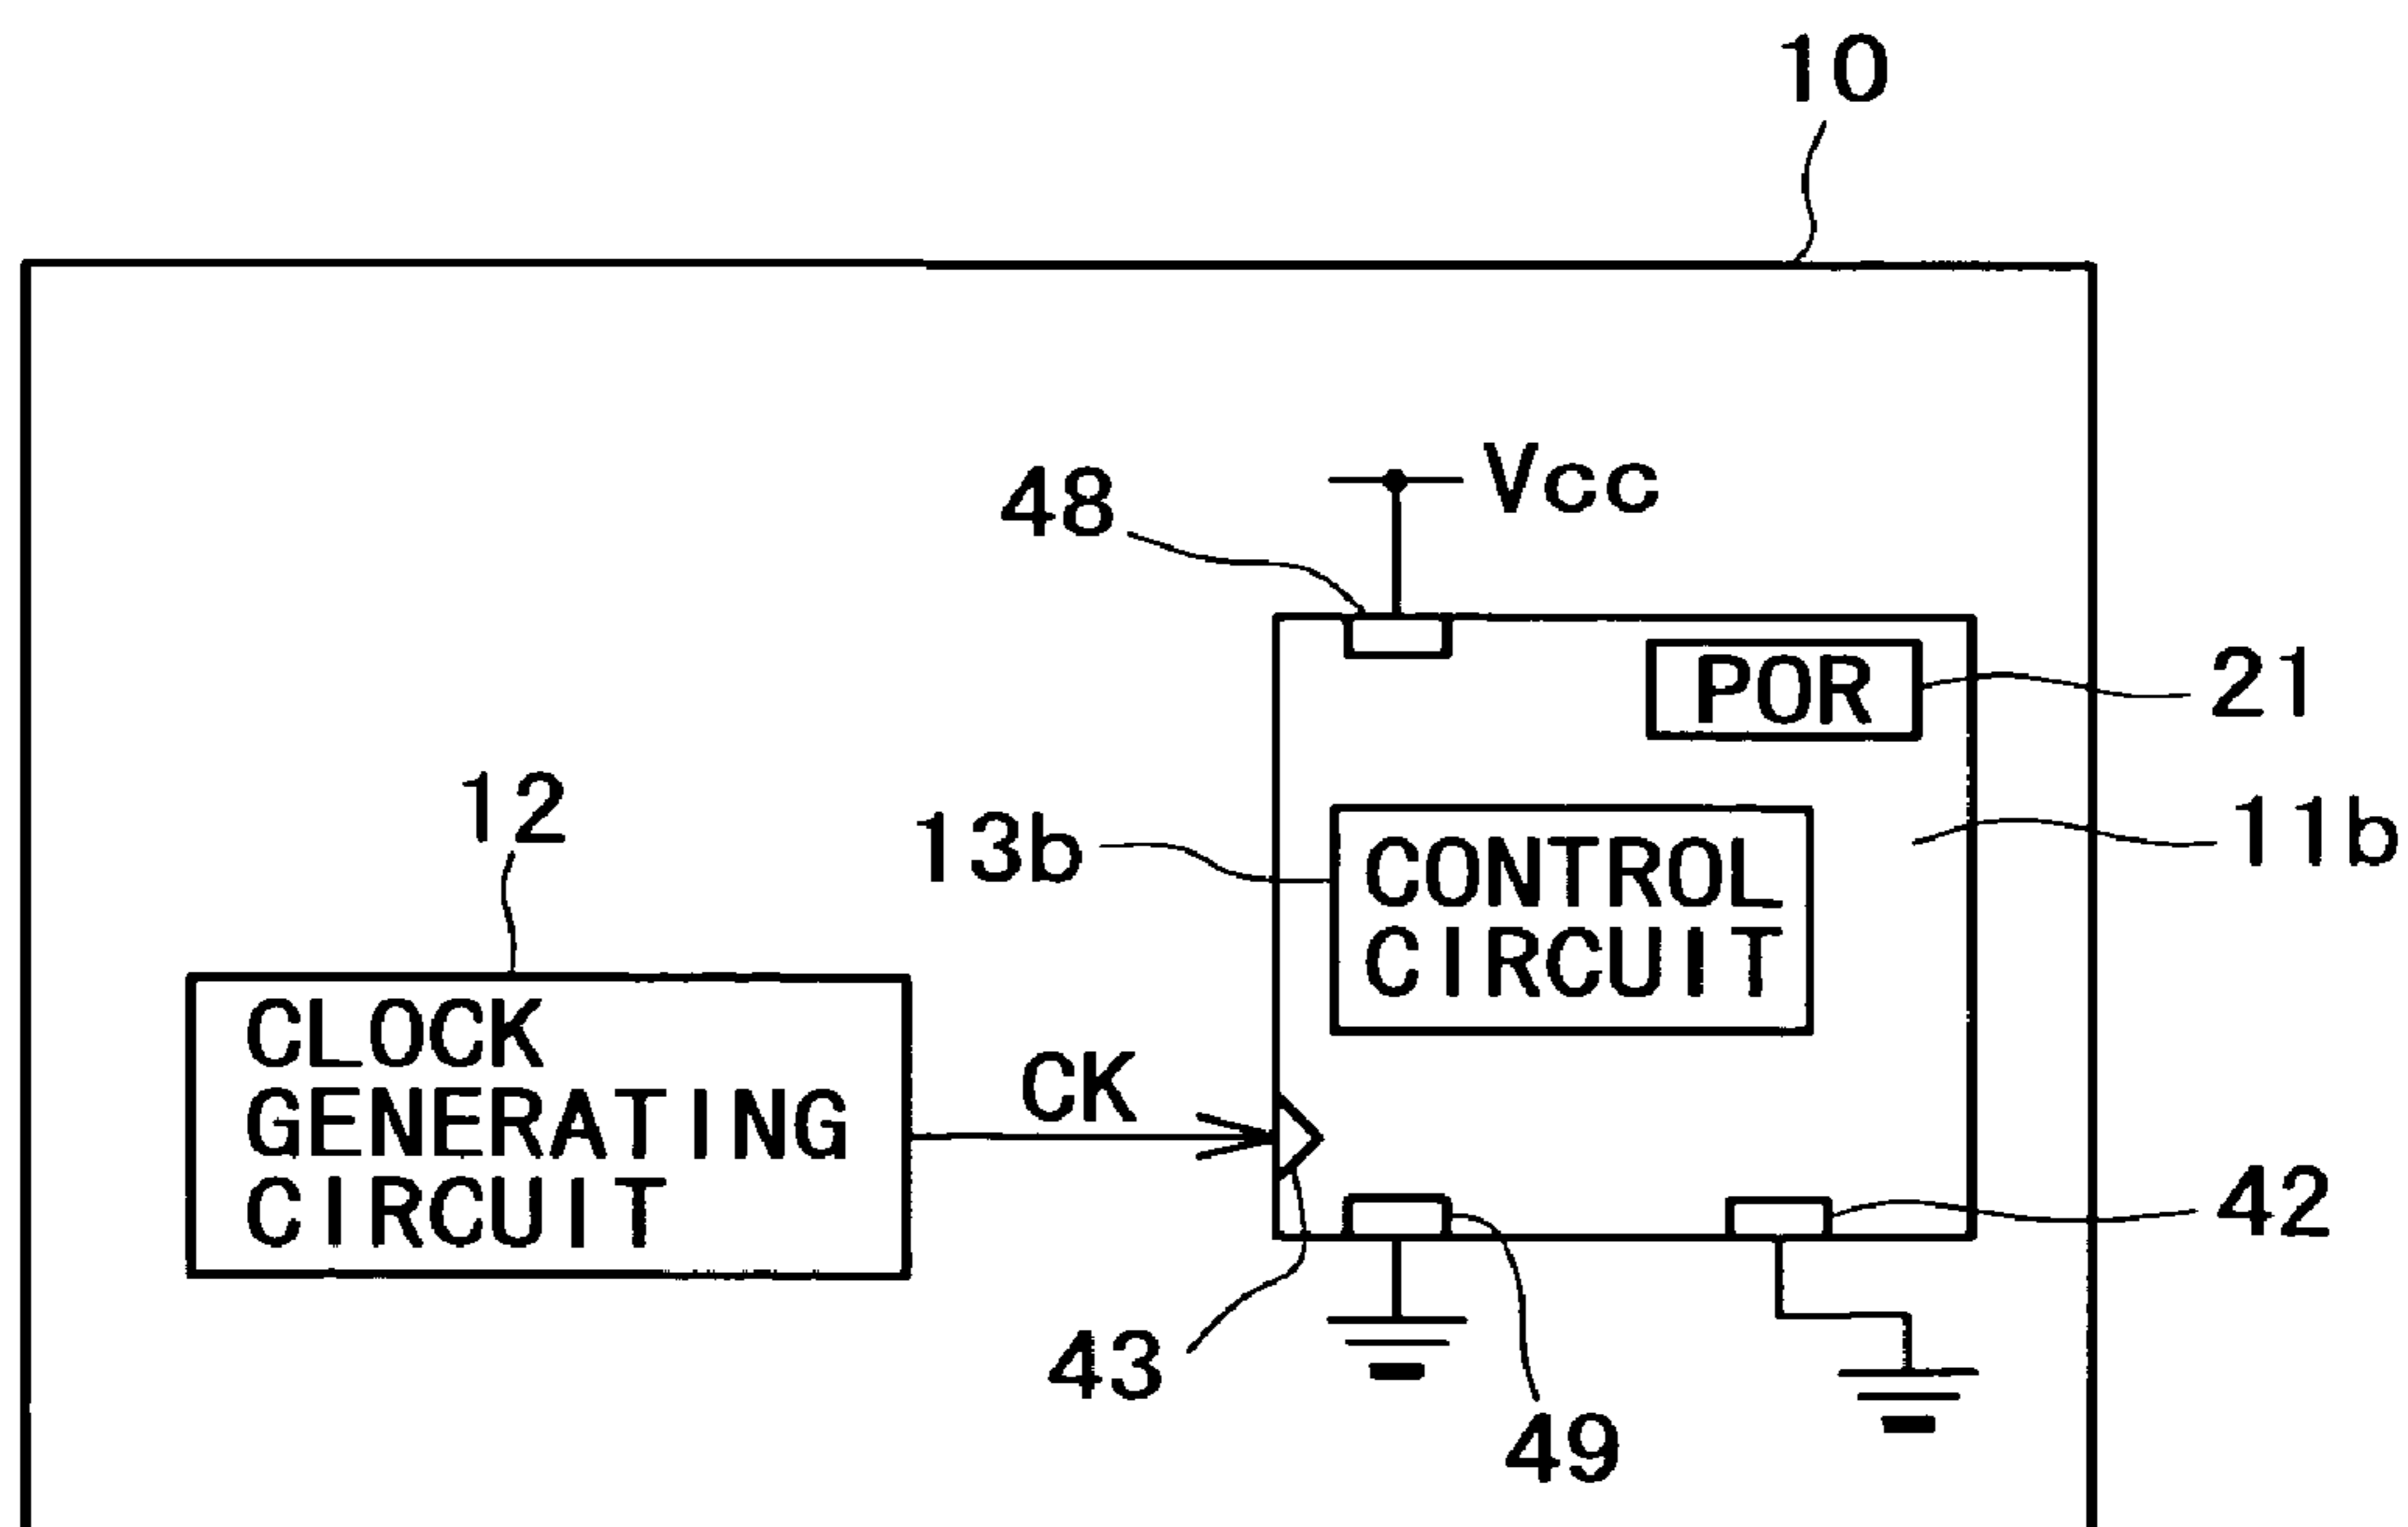 10
Vcc
48
POR
21
12
13b
CONTROL
CIRCUIT
11b
CLOCK
GENERATING
CIRCUIT
CK
42
43
49